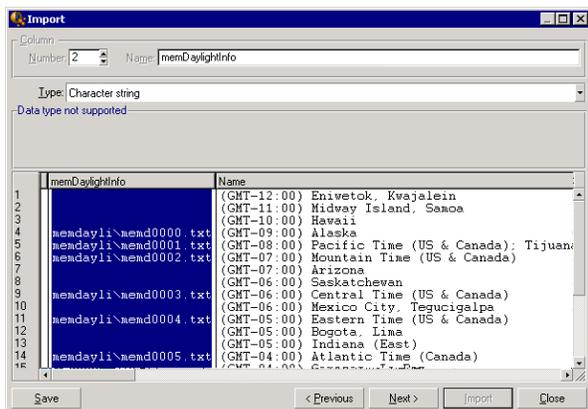 Import
Column
Number: 2 Name: memDaylightInfo
Type: Character string
Data type not supported
memDaylightInfo Name
1 (GMT-12:00) Eniwetok, Kwajalein
2 (GMT-11:00) Midway Island, Samoa
3 (GMT-10:00) Hawaii
4 memdayli\memd0000.txt (GMT-09:00) Alaska
5 memdayli\memd0001.txt (GMT-08:00) Pacific Time (US & Canada); Tijuana
6 memdayli\memd0002.txt (GMT-07:00) Mountain Time (US & Canada)
7 (GMT-07:00) Arizona
8 (GMT-06:00) Saskatchewan
9 memdayli\memd0003.txt (GMT-06:00) Central Time (US & Canada)
10 (GMT-06:00) Mexico City, Tegucigalpa
11 memdayli\memd0004.txt (GMT-05:00) Eastern Time (US & Canada)
12 (GMT-05:00) Bogota, Lima
13 (GMT-05:00) Indiana (East)
14 memdayli\memd0005.txt (GMT-04:00) Atlantic Time (Canada)
15
Save < Previous Next > Import Close